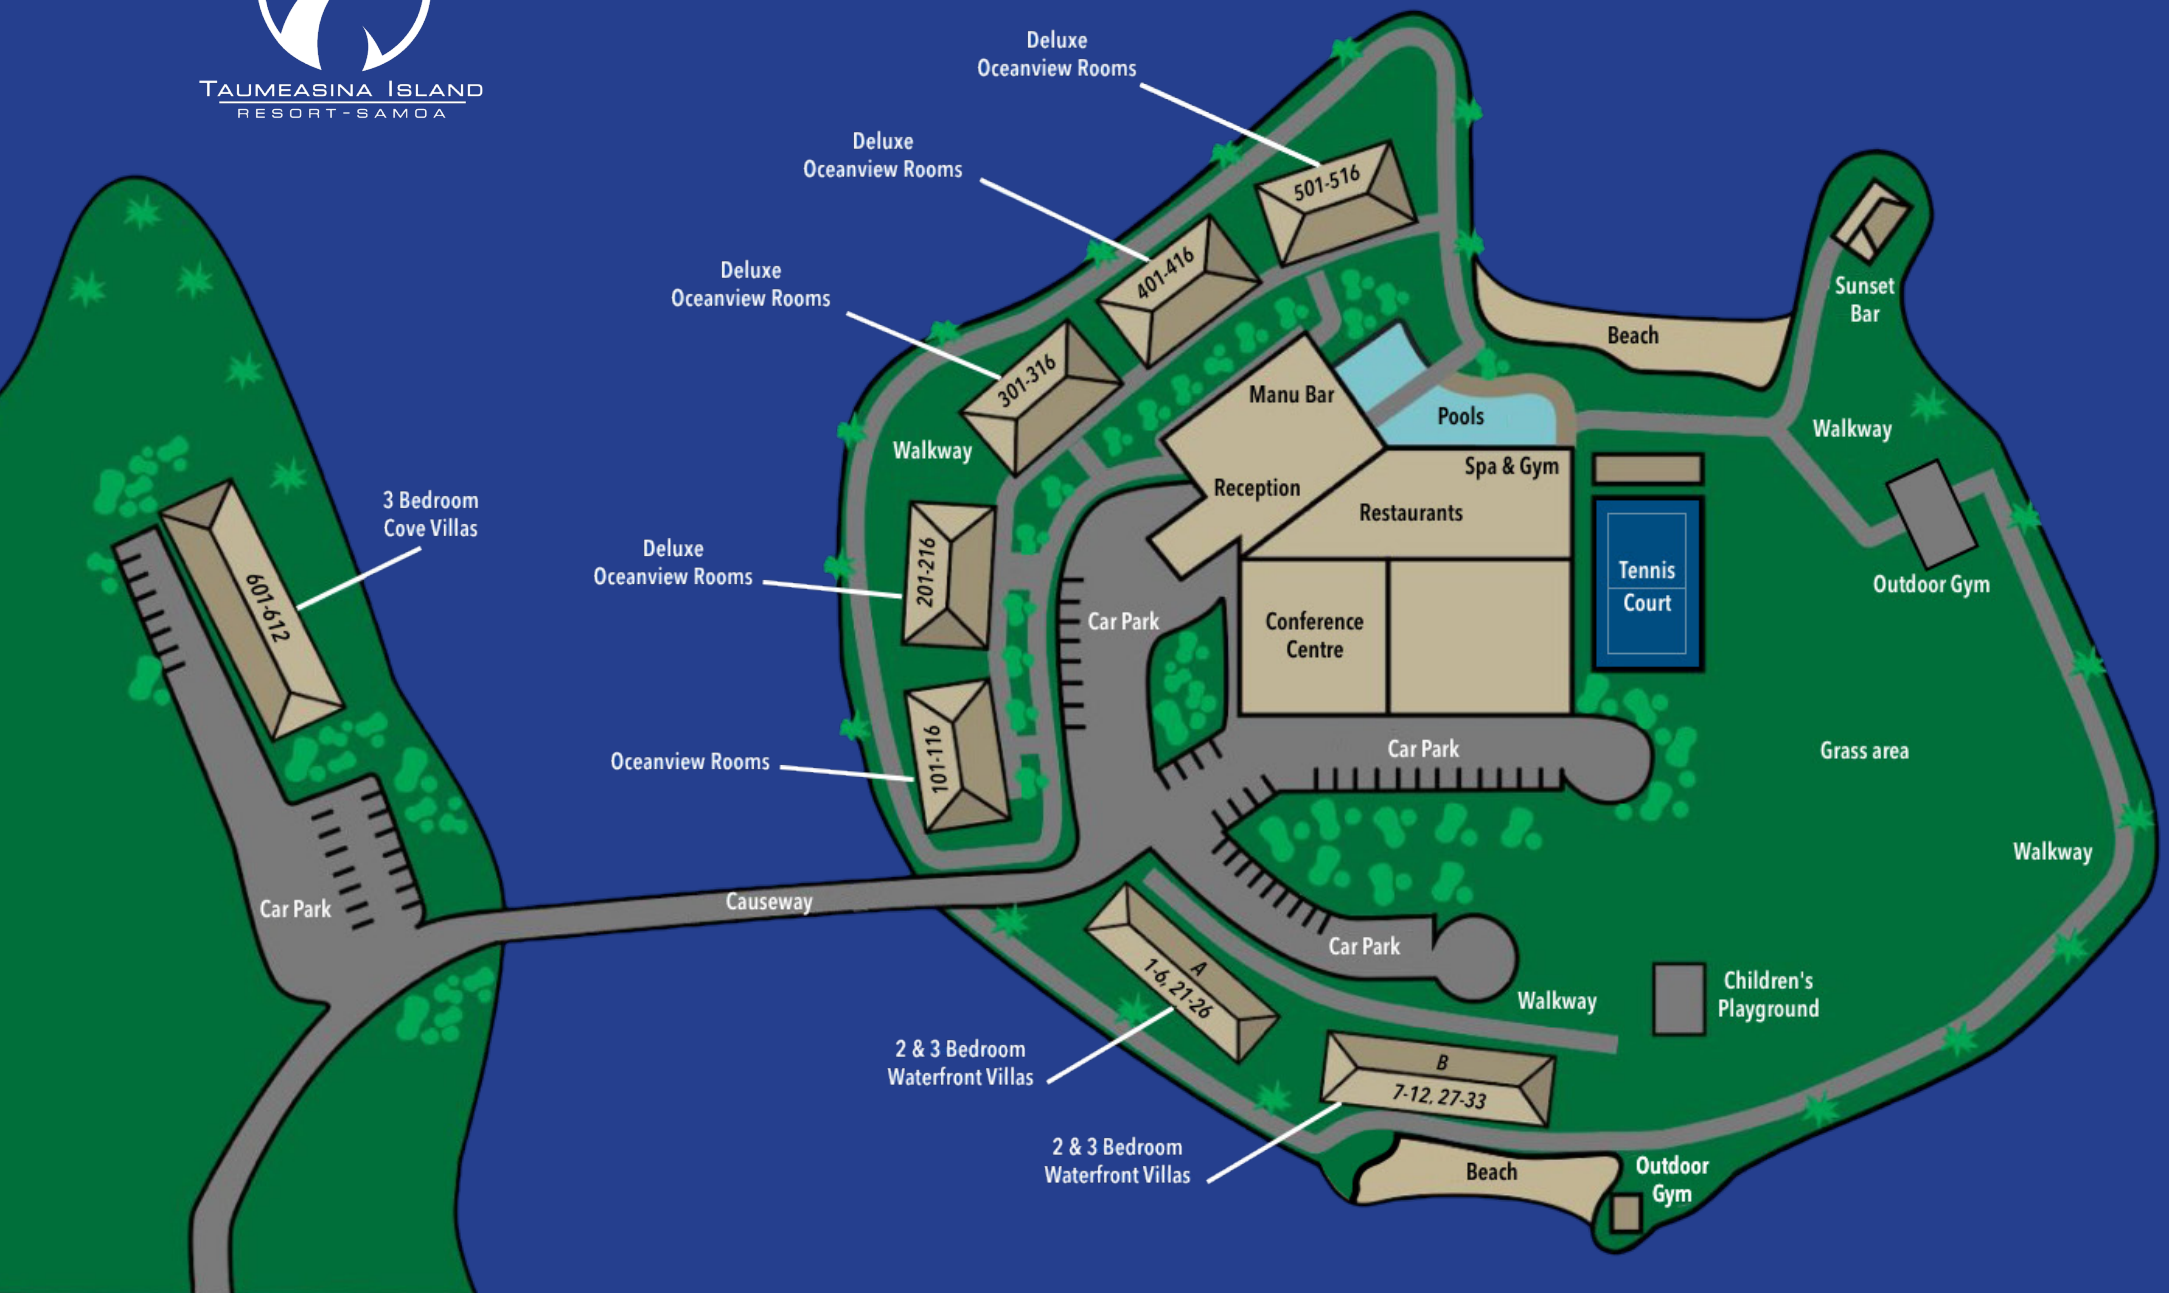 TAUMEASINA ISLAND
RESORT-SAMOA
Deluxe
Oceanview Rooms
Deluxe
Oceanview Rooms
Deluxe
Oceanview Rooms
501-516
401-416
301-316
Walkway
Deluxe
Oceanview Rooms
201-216
Oceanview Rooms
101-116
3 Bedroom
Cove Villas
601-612
Car Park
Causeway
Manu Bar
Reception
Pools
Spa & Gym
Restaurants
Conference
Centre
Car Park
Car Park
Car Park
Beach
Sunset
Bar
Walkway
Tennis
Court
Outdoor Gym
Grass area
Walkway
Children's
Playground
Walkway
A
1-6, 21-26
2 & 3 Bedroom
Waterfront Villas
B
7-12, 27-33
2 & 3 Bedroom
Waterfront Villas
Beach
Outdoor
Gym